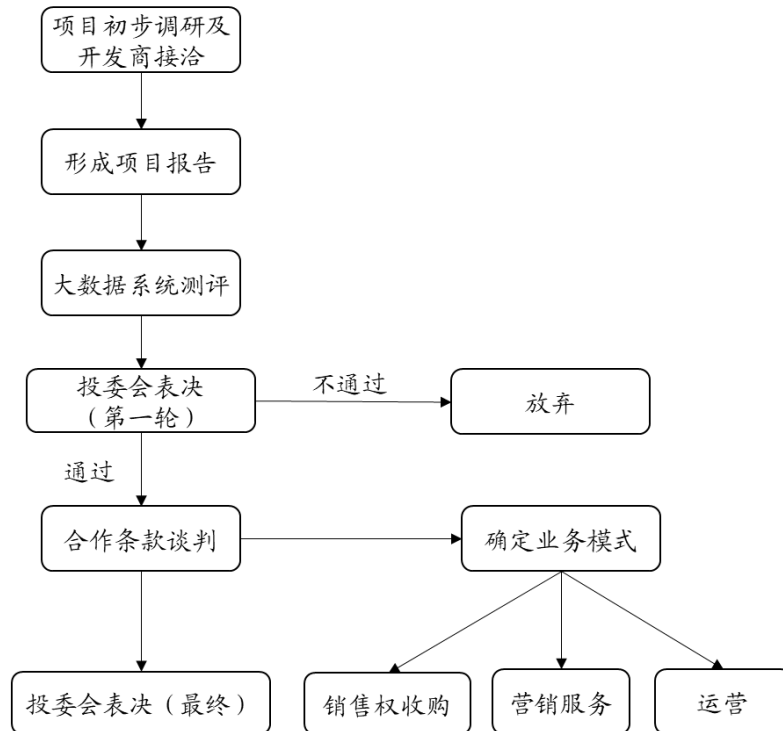 项目初步调研及
开发商接洽
形成项目报告
大数据系统测评
投委会表决
（第一轮）
不通过
放弃
通过
合作条款谈判
确定业务模式
投委会表决（最终）
销售权收购
营销服务
运营